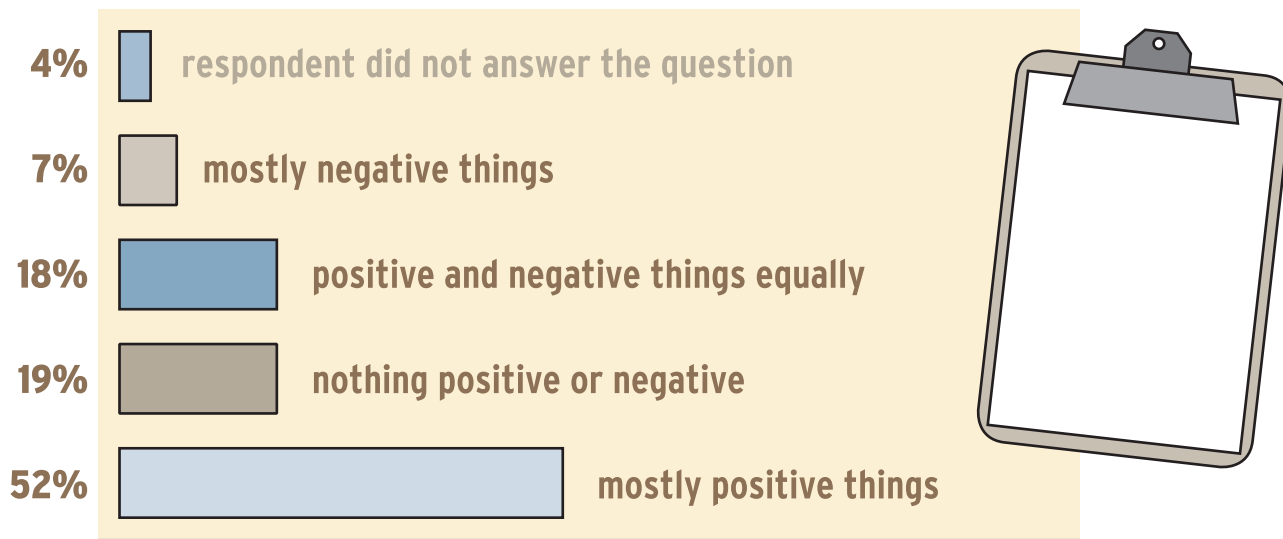 4% respondent did not answer the question
7% mostly negative things
18% positive and negative things equally
19% nothing positive or negative
52% mostly positive things